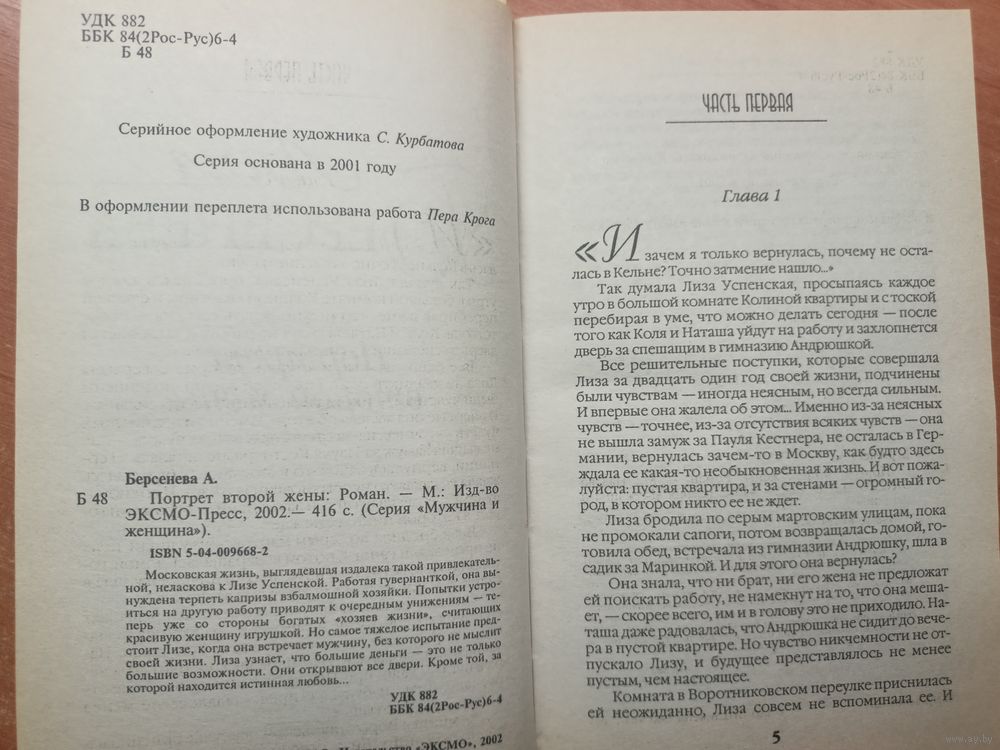 УДК 882
ББК 84(2Рос-Рус)6-4
Б 48
Серийное оформление художника С. Курбатова
Серия основана в 2001 году
В оформлении переплета использована работа Пера Крога
Берсенева А.
Б 48 Портрет второй жены: Роман. — М.: Изд-во
ЭКСМО-Пресс, 2002.— 416 с. (Серия «Мужчина и
женщина»).
ISBN 5-04-009668-2
Московская жизнь, выглядевшая издалека такой привлекатель-
ной, неласкова к Лизе Успенской. Работая гувернанткой, она вы-
нуждена терпеть капризы взбалмошной хозяйки. Попытки устро-
иться на другую работу приводят к очередным унижениям — те-
перь уже со стороны богатых «хозяев жизни», считающих
красивую женщину игрушкой. Но самое тяжелое испытание пред-
стоит Лизе, когда она встречает мужчину, без которого не мыслит
своей жизни. Лиза узнает, что большие деньги — это не только
большие возможности. Они открывают все двери. Кроме той, за
которой находится истинная любовь...
УДК 882
ББК 84(2Рос-Рус)6-4
«ЭКСМО», 2002
ЧАСТЬ ПЕРВАЯ
Глава 1
«И зачем я только вернулась, почему не оста-
лась в Кельне? Точно затмение нашло...»
Так думала Лиза Успенская, просыпаясь каждое
утро в большой комнате Колиной квартиры и с тоской
перебирая в уме, что можно делать сегодня — после
того как Коля и Наташа уйдут на работу и захлопнется
дверь за спешащим в гимназию Андрюшкой.
Все решительные поступки, которые совершала
Лиза за двадцать один год своей жизни, подчинены
были чувствам — иногда неясным, но всегда сильным.
И впервые она жалела об этом... Именно из-за неясных
чувств — точнее, из-за отсутствия всяких чувств — она
не вышла замуж за Пауля Кестнера, не осталась в Гер-
мании, вернулась зачем-то в Москву, как будто здесь
ждала ее какая-то необыкновенная жизнь. И вот пожа-
луйста: пустая квартира, и за стенами — огромный го-
род, в котором никто ее не ждет.
Лиза бродила по серым мартовским улицам, пока
не промокали сапоги, потом возвращалась домой, го-
товила обед, встречала из гимназии Андрюшку, шла в
садик за Маринкой. И для этого она вернулась?
Она знала, что ни брат, ни его жена не предложат
ей поискать работу, не намекнут на то, что она меша-
ет, — скорее всего, им и в голову это не приходило. На-
таша даже радовалась, что Андрюшка не сидит до вече-
ра в пустой квартире. Но чувство никчемности не от-
пускало Лизу, и будущее представлялось не менее
пустым, чем настоящее.
Комната в Воротниковском переулке приснилась
ей неожиданно, Лиза совсем не вспоминала ее. И
5
www.ay.by